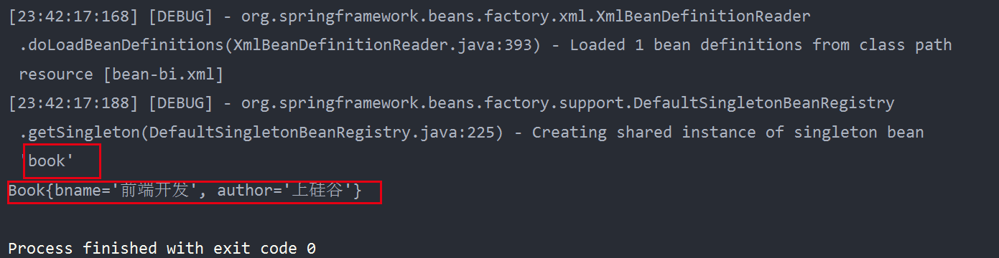 [23:42:17:168] [DEBUG] - org.springframework.beans.factory.xml.XmlBeanDefinitionReader
.doLoadBeanDefinitions(XmlBeanDefinitionReader.java:393) - Loaded 1 bean definitions from class path
resource [bean-bi.xml]
[23:42:17:188] [DEBUG] - org.springframework.beans.factory.support.DefaultSingletonBeanRegistry
.getSingleton(DefaultSingletonBeanRegistry.java:225) - Creating shared instance of singleton bean
'book'
Book{bname='前端开发', author='上硅谷'}
Process finished with exit code 0